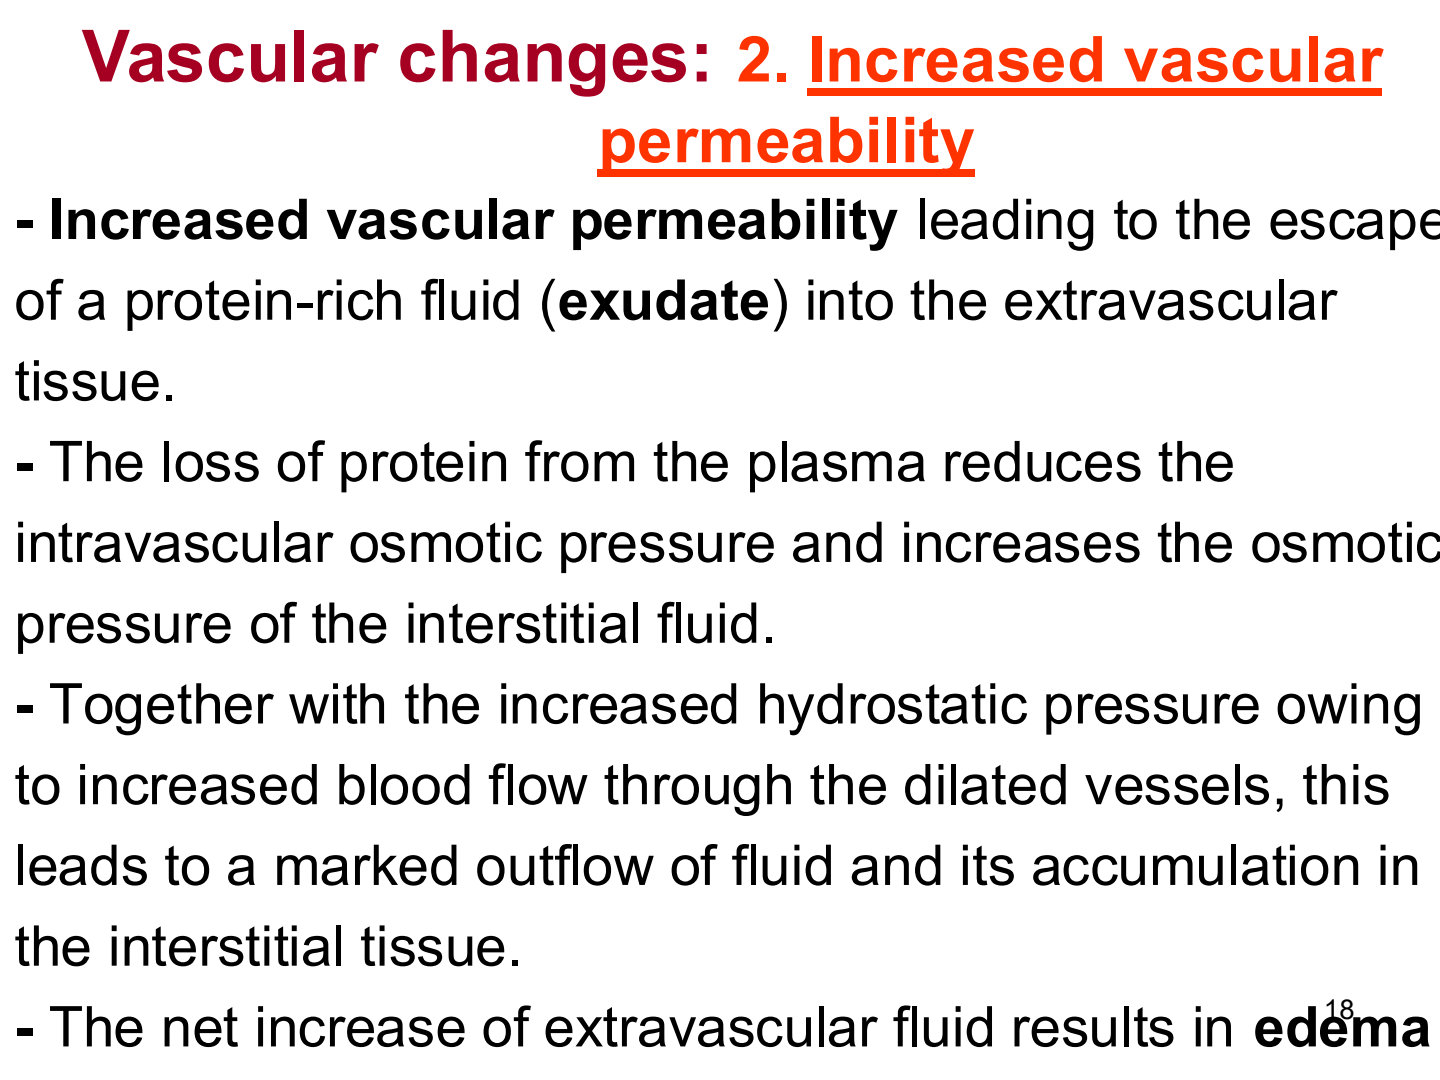 Vascular changes: 2. Increased vascular
permeability
- Increased vascular permeability leading to the escape
of a protein-rich fluid (exudate) into the extravascular
tissue.
- The loss of protein from the plasma reduces the
intravascular osmotic pressure and increases the osmotic
pressure of the interstitial fluid.
- Together with the increased hydrostatic pressure owing
to increased blood flow through the dilated vessels, this
leads to a marked outflow of fluid and its accumulation in
the interstitial tissue.
- The net increase of extravascular fluid results in edema
18